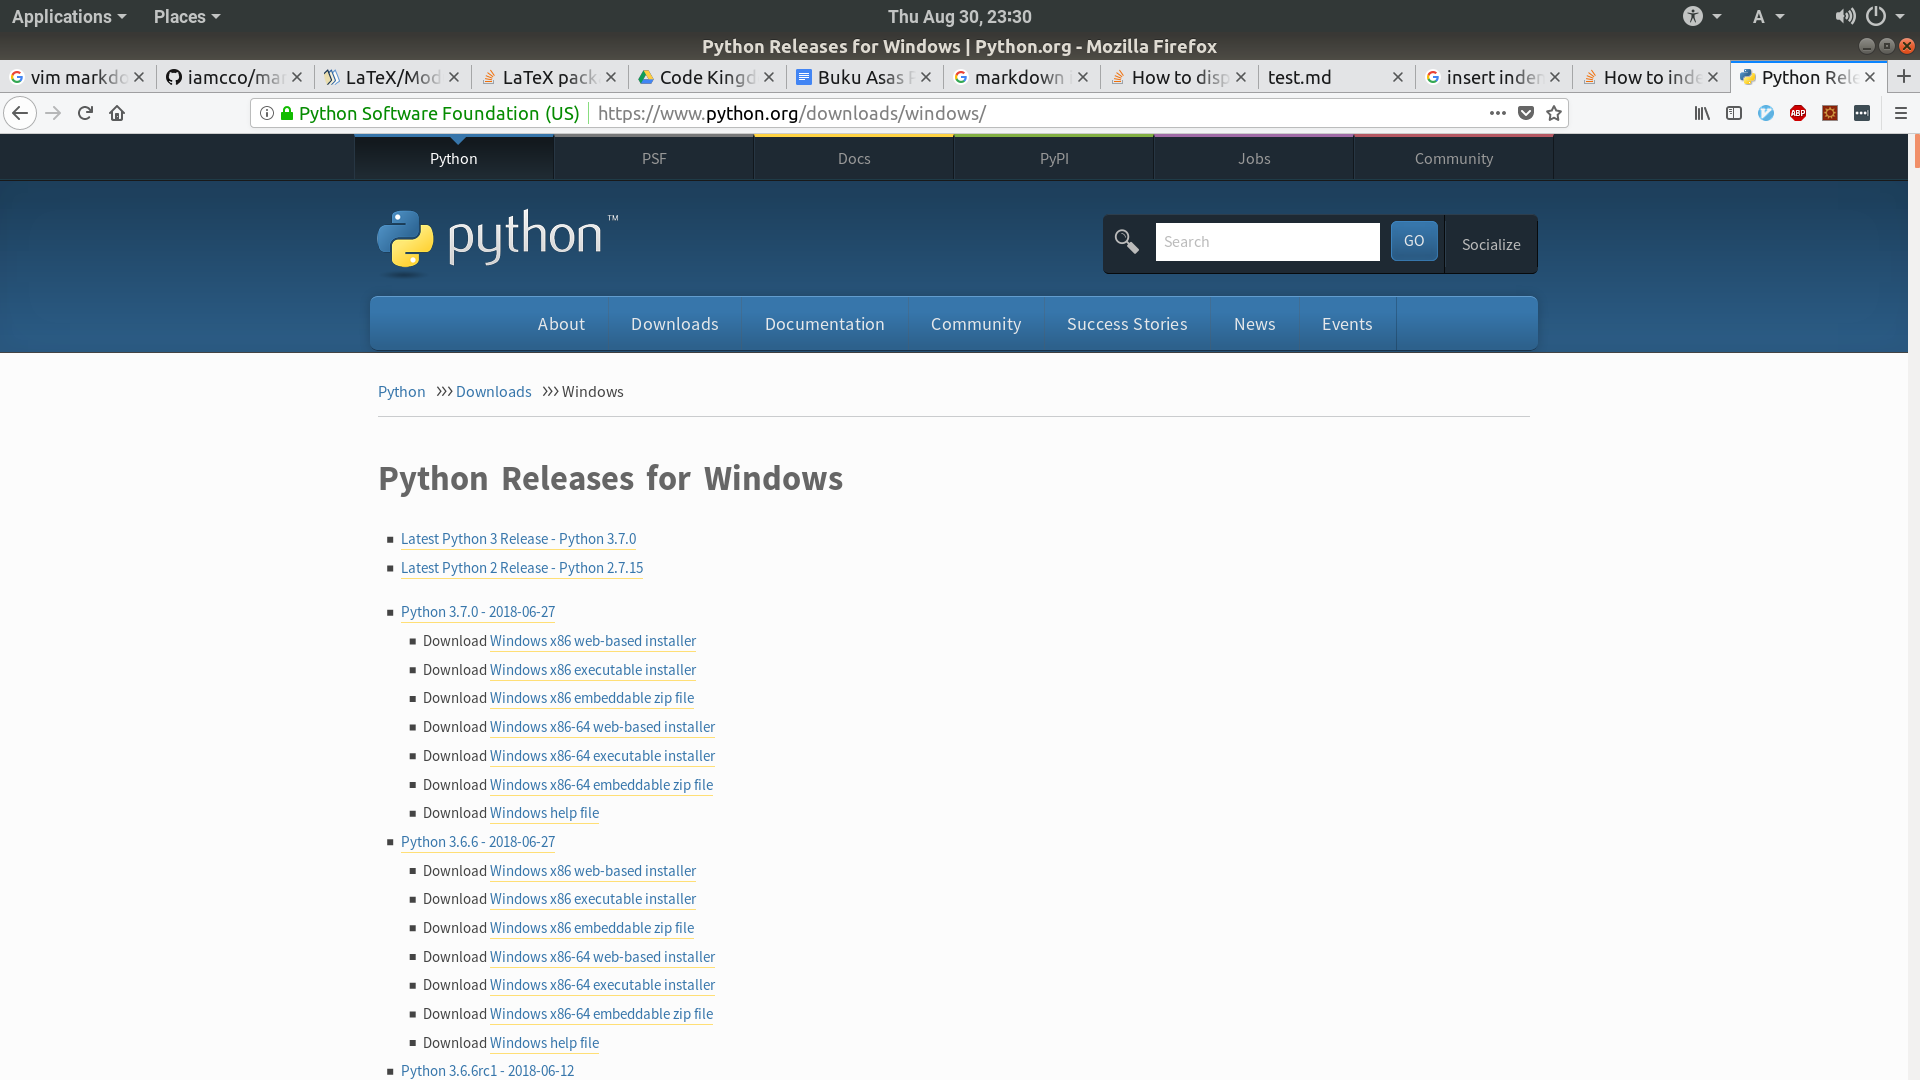 Applications Places Thu Aug 30, 23:30 A
Python Releases for Windows | Python.org - Mozilla Firefox
vim markdo iamcco/mar LaTeX/Mod LaTeX pack Code Kingd Buku Asas P markdown i How to disp test.md insert inden How to inde Python Rele
Python Software Foundation (US) https://www.python.org/downloads/windows/ ABP
Python PSF Docs PyPI Jobs Community
python™
Search GO Socialize
About Downloads Documentation Community Success Stories News Events
Python >>> Downloads >>> Windows
Python Releases for Windows
Latest Python 3 Release - Python 3.7.0
Latest Python 2 Release - Python 2.7.15
Python 3.7.0 - 2018-06-27
Download Windows x86 web-based installer
Download Windows x86 executable installer
Download Windows x86 embeddable zip file
Download Windows x86-64 web-based installer
Download Windows x86-64 executable installer
Download Windows x86-64 embeddable zip file
Download Windows help file
Python 3.6.6 - 2018-06-27
Download Windows x86 web-based installer
Download Windows x86 executable installer
Download Windows x86 embeddable zip file
Download Windows x86-64 web-based installer
Download Windows x86-64 executable installer
Download Windows x86-64 embeddable zip file
Download Windows help file
Python 3.6.6rc1 - 2018-06-12